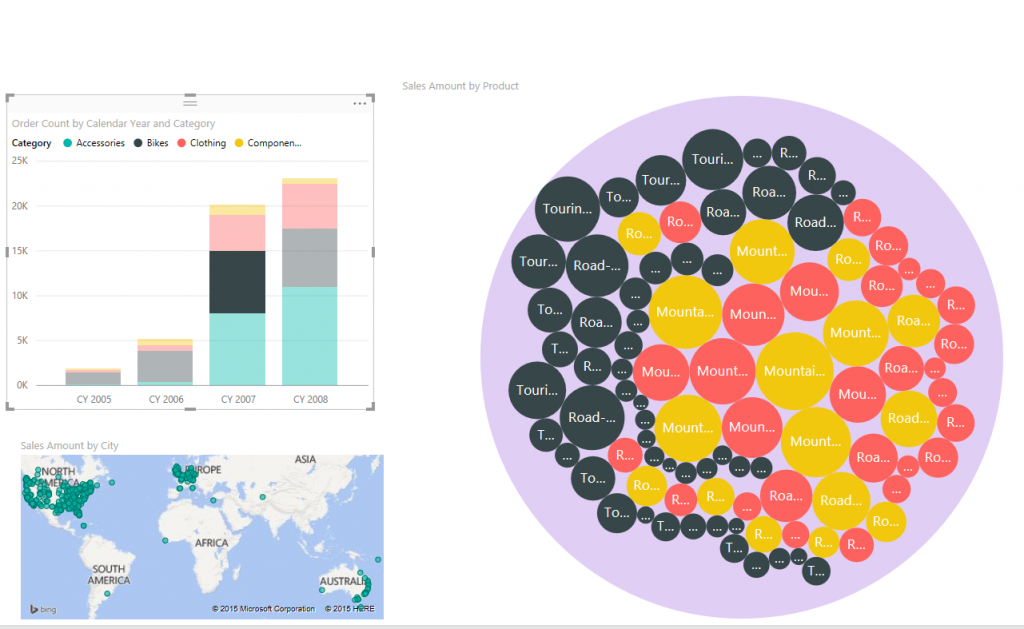 Sales Amount by Product
Order Count by Calendar Year and Category
Category Accessories Bikes Clothing Componen...
25K
20K
15K
10K
5K
0K
CY 2005 CY 2006 CY 2007 CY 2008
Sales Amount by City
NORTH
AMERICA
EUROPE
ASIA
AFRICA
SOUTH
AMERICA
bing
© 2015 Microsoft Corporation © 2015 HERE
Touri... ... R...
Tour... R...
To... Roa... ...
Tourin... Roa... Road... R...
Ro... Ro... Ro...
Mount... Ro...
Tour... Road-... ... ... ... ...
Mou... Ro... ...
... R...
To... Mounta... Moun... Roa...
Roa... ... Mount... Ro...
T... ...
R... ... Mou... Mount... Mountai... Roa... ...
Touri... ... Mou... ...
...
Road-... ... Road... R...
Mount... Moun...
T... ... Mount...
... R... ... Roa... Ro...
... ... ... ... ... ...
To... Ro... ...
R... R... ... Roa... Road...
To... ... Ro...
T... ... ... ...
R... ... R... R...
T... ... ... ... T...